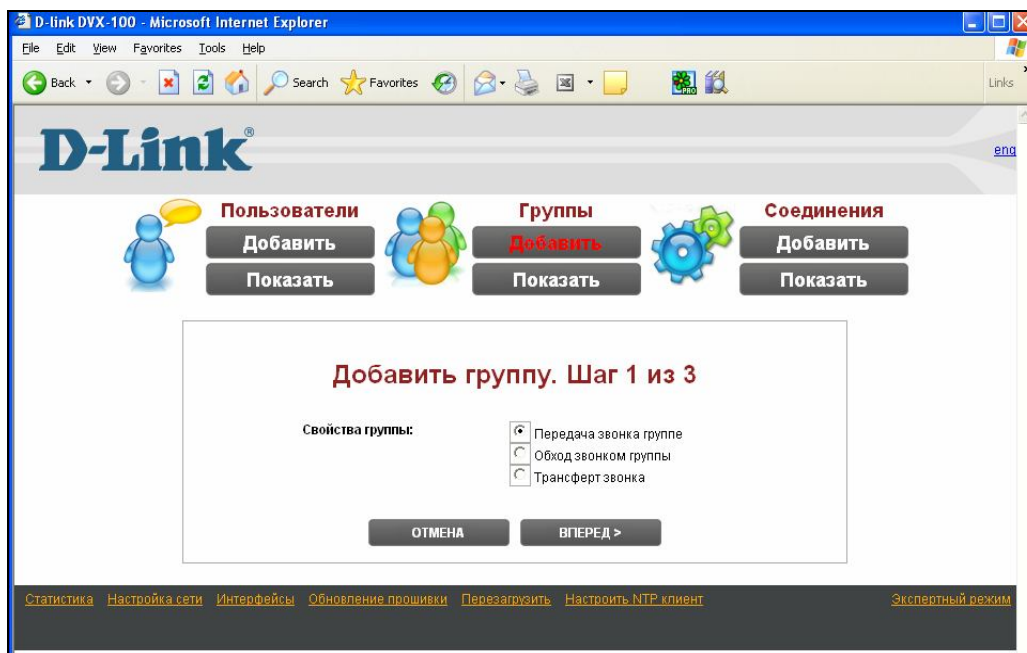 D-link DVX-100 - Microsoft Internet Explorer
File Edit View Favorites Tools Help
Back Search Favorites PRO Links
D-Link®
eng
Пользователи Группы Соединения
Добавить Добавить Добавить
Показать Показать Показать
Добавить группу. Шаг 1 из 3
Свойства группы: Передача звонка группе
Обход звонком группы
Трансферт звонка
ОТМЕНА ВПЕРЕД >
Статистика Настройка сети Интерфейсы Обновление прошивки Перезагрузить Настроить NTP клиент Экспертный режим